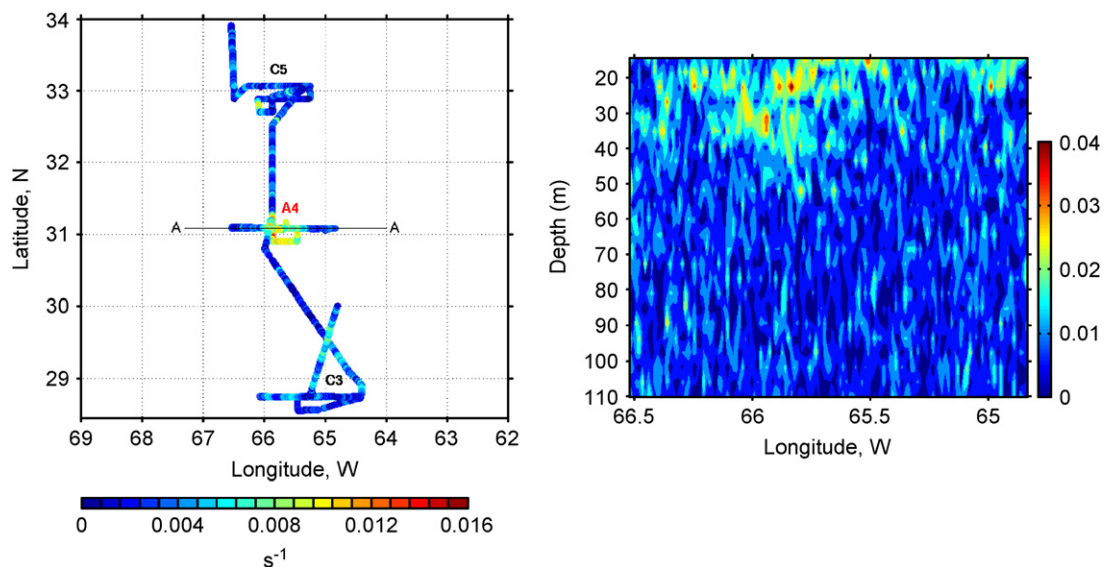 34
33
32
31
30
29
Latitude, N
C5
A4
A
A
C3
69 68 67 66 65 64 63 62
Longitude, W
0 0.004 0.008 0.012 0.016
s-1
20
30
40
50
60
70
80
90
100
110
Depth (m)
66.5 66 65.5 65
Longitude, W
0.04
0.03
0.02
0.01
0